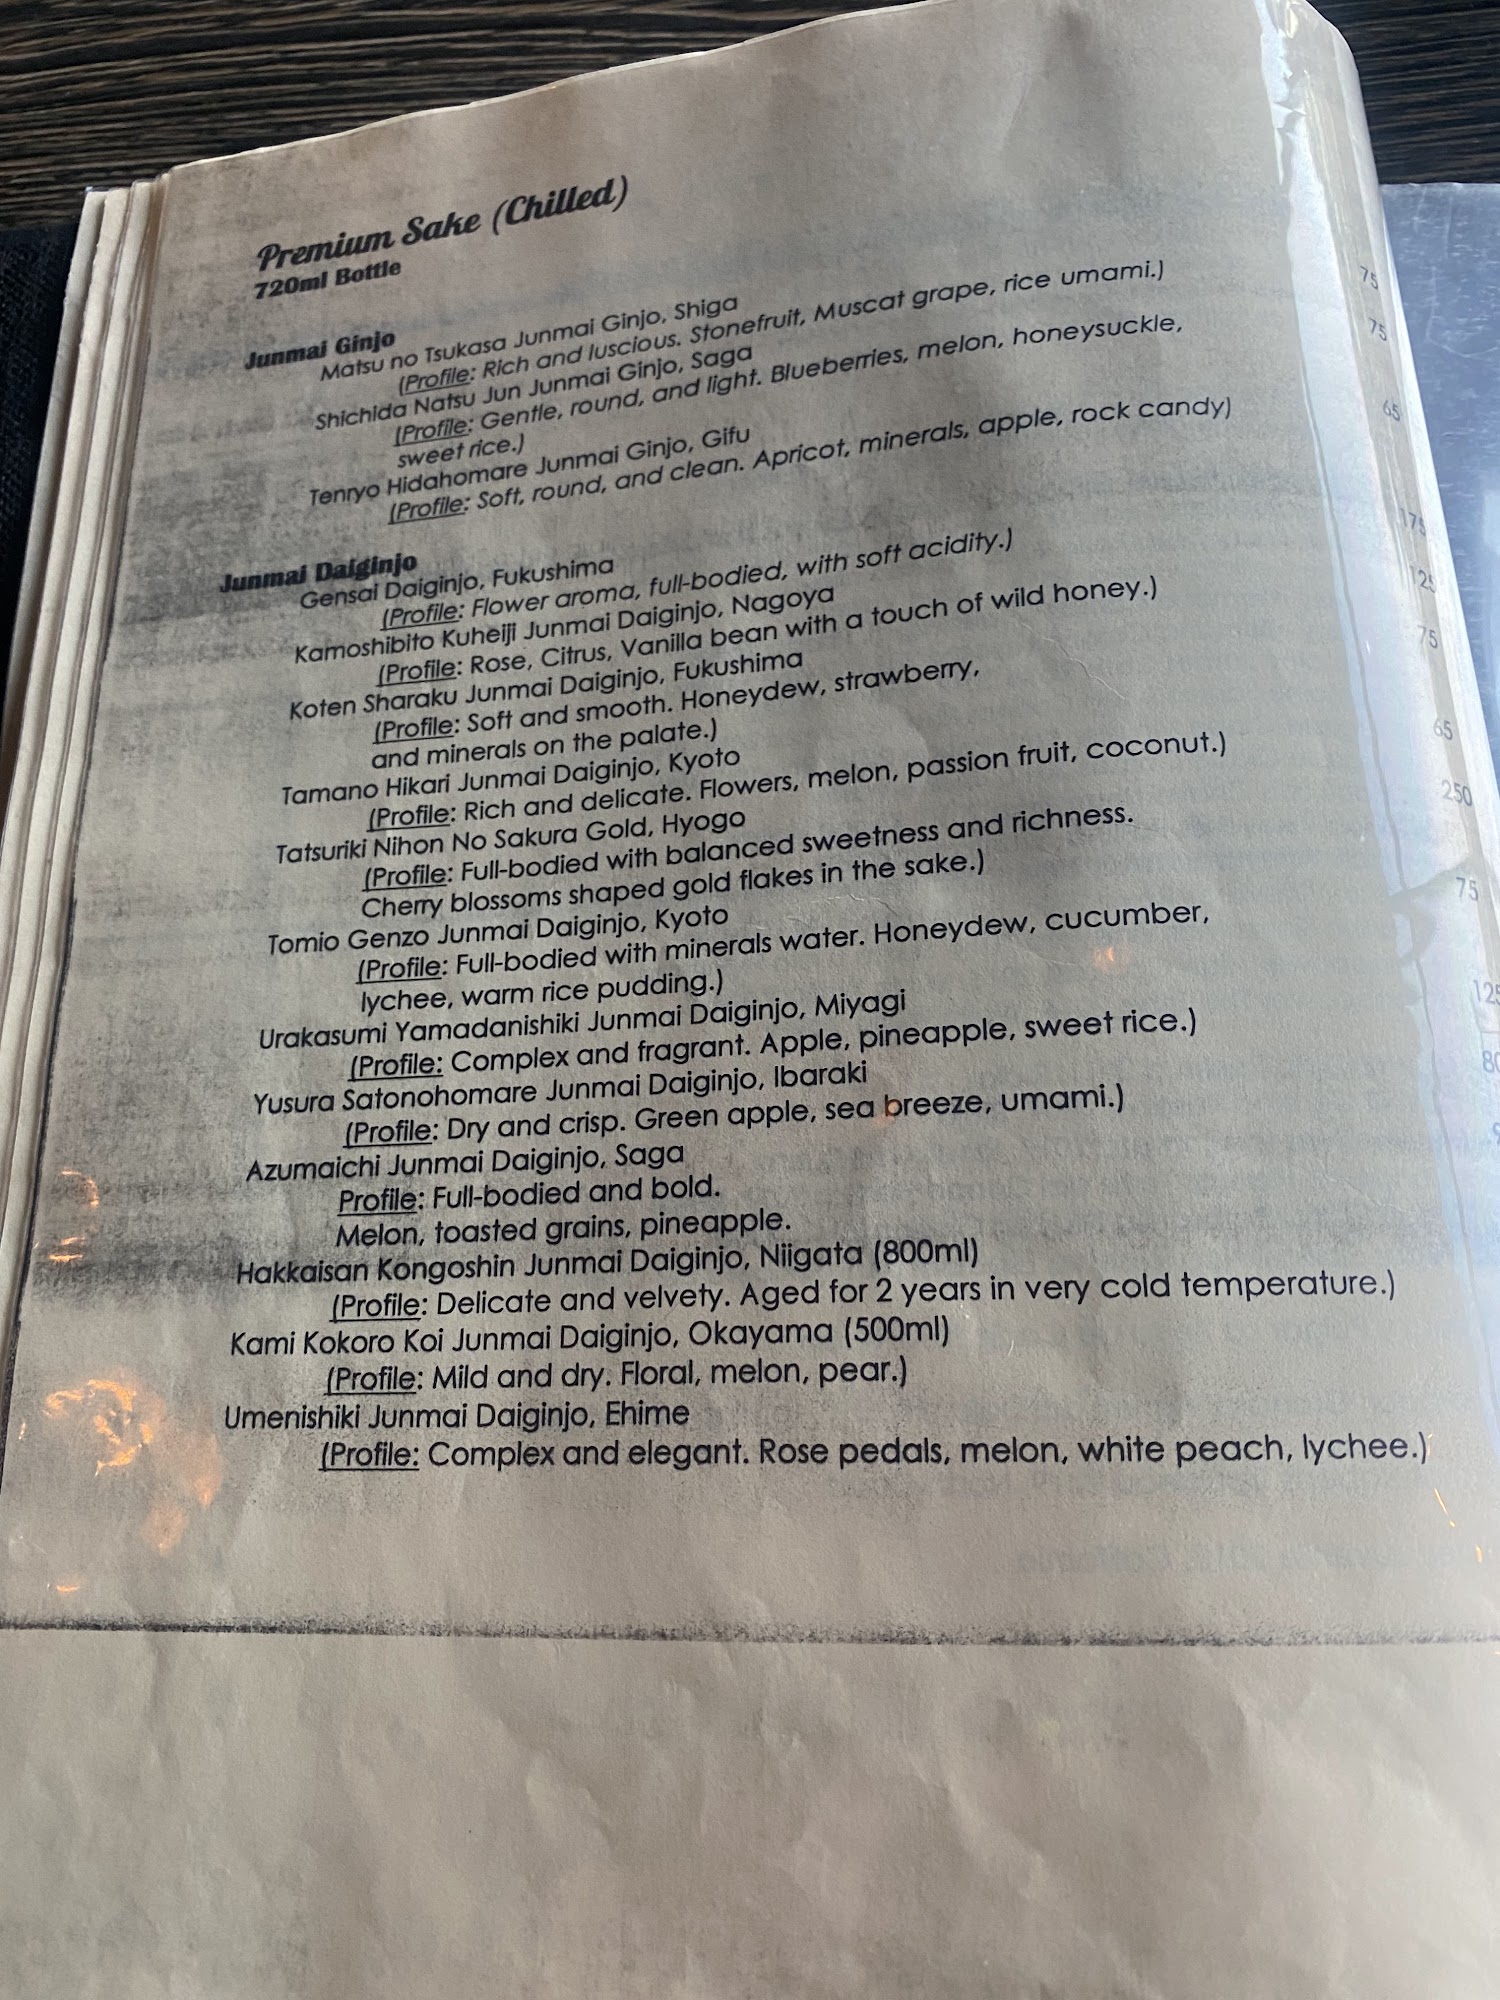 Premium Sake (Chilled)
720ml Bottle
Junmai Ginjo
Matsu no Tsukasa Junmai Ginjo, Shiga 75
(Profile: Rich and luscious. Stonefruit, Muscat grape, rice umami.)
Shichida Natsu Jun Junmai Ginjo, Saga 75
(Profile: Gentle, round, and light. Blueberries, melon, honeysuckle,
sweet rice.)
Tenryo Hidahomare Junmai Ginjo, Gifu 65
(Profile: Soft, round, and clean. Apricot, minerals, apple, rock candy)
Junmai Daiginjo
Gensai Daiginjo, Fukushima 175
(Profile: Flower aroma, full-bodied, with soft acidity.)
Kamoshibito Kuheiji Junmai Daiginjo, Nagoya 125
(Profile: Rose, Citrus, Vanilla bean with a touch of wild honey.)
Koten Sharaku Junmai Daiginjo, Fukushima 75
(Profile: Soft and smooth. Honeydew, strawberry,
and minerals on the palate.)
Tamano Hikari Junmai Daiginjo, Kyoto 65
(Profile: Rich and delicate. Flowers, melon, passion fruit, coconut.)
Tatsuriki Nihon No Sakura Gold, Hyogo 250
(Profile: Full-bodied with balanced sweetness and richness.
Cherry blossoms shaped gold flakes in the sake.)
Tomio Genzo Junmai Daiginjo, Kyoto 75
(Profile: Full-bodied with minerals water. Honeydew, cucumber,
lychee, warm rice pudding.)
Urakasumi Yamadanishiki Junmai Daiginjo, Miyagi 125
(Profile: Complex and fragrant. Apple, pineapple, sweet rice.)
Yusura Satonohomare Junmai Daiginjo, Ibaraki 80
(Profile: Dry and crisp. Green apple, sea breeze, umami.)
Azumaichi Junmai Daiginjo, Saga
Profile: Full-bodied and bold.
Melon, toasted grains, pineapple.
Hakkaisan Kongoshin Junmai Daiginjo, Niigata (800ml)
(Profile: Delicate and velvety. Aged for 2 years in very cold temperature.)
Kami Kokoro Koi Junmai Daiginjo, Okayama (500ml)
(Profile: Mild and dry. Floral, melon, pear.)
Umenishiki Junmai Daiginjo, Ehime
(Profile: Complex and elegant. Rose pedals, melon, white peach, lychee.)